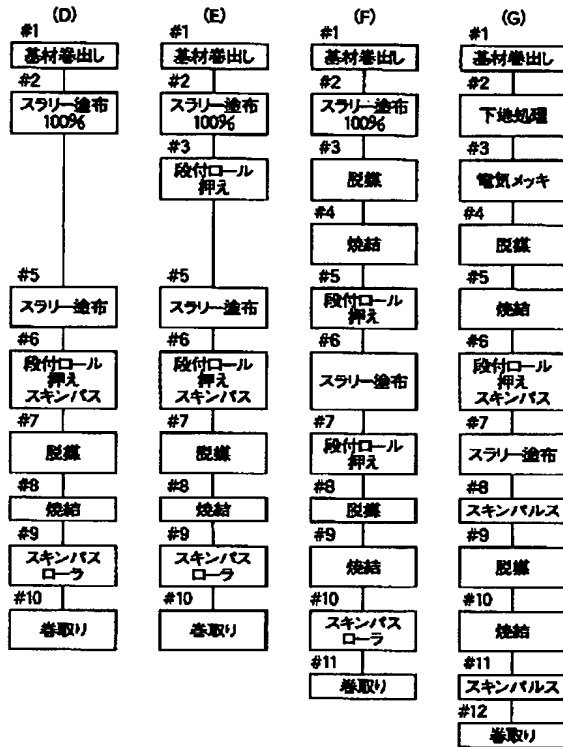 (D)
#1
基材巻出し
#2
スラリー塗布
100%
#5
スラリー塗布
#6
段付ロール
押え
スキンパス
#7
脱媒
#8
焼結
#9
スキンパス
ローラ
#10
巻取り
(E)
#1
基材巻出し
#2
スラリー塗布
100%
#3
段付ロール
押え
#5
スラリー塗布
#6
段付ロール
押え
スキンパス
#7
脱媒
#8
焼結
#9
スキンパス
ローラ
#10
巻取り
(F)
#1
基材巻出し
#2
スラリー塗布
100%
#3
脱媒
#4
焼結
#5
段付ロール
押え
#6
スラリー塗布
#7
段付ロール
押え
#8
脱媒
#9
焼結
#10
スキンパス
ローラ
#11
巻取り
(G)
#1
基材巻出し
#2
下地処理
#3
電気メッキ
#4
脱媒
#5
焼結
#6
段付ロール
押え
スキンパス
#7
スラリー塗布
#8
スキンパルス
#9
脱媒
#10
焼結
#11
スキンパルス
#12
巻取り